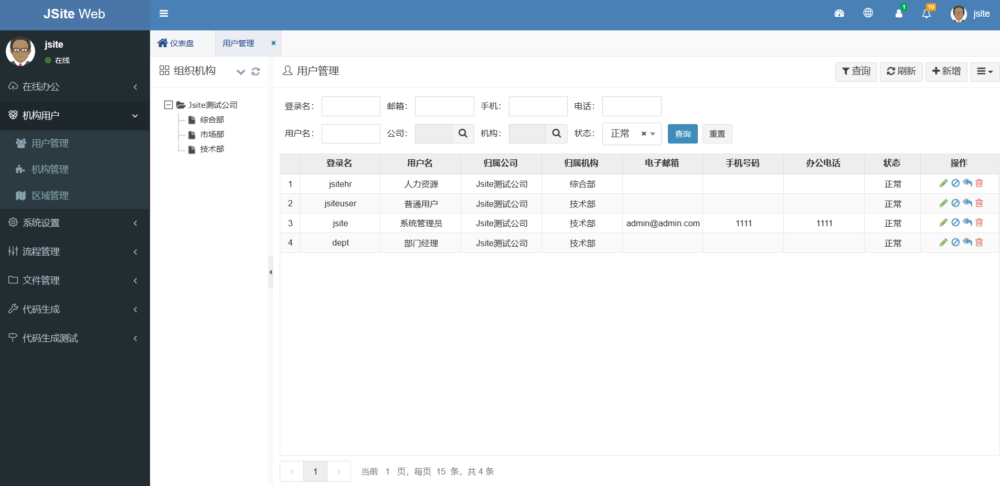 JSite Web
1
10
jsite
jsite
在线
在线办公
机构用户
用户管理
机构管理
区域管理
系统设置
流程管理
文件管理
代码生成
代码生成测试
仪表盘
用户管理
组织机构
Jsite测试公司
综合部
市场部
技术部
用户管理
查询 刷新 新增
登录名： 邮箱： 手机： 电话：
用户名： 公司： 机构： 状态： 正常 查询 重置
登录名 用户名 归属公司 归属机构 电子邮箱 手机号码 办公电话 状态 操作
1 jsitehr 人力资源 Jsite测试公司 综合部 正常
2 jsiteuser 普通用户 Jsite测试公司 技术部 正常
3 jsite 系统管理员 Jsite测试公司 技术部 admin@admin.com 1111 1111 正常
4 dept 部门经理 Jsite测试公司 技术部 正常
1 当前 1 页，每页 15 条，共 4 条